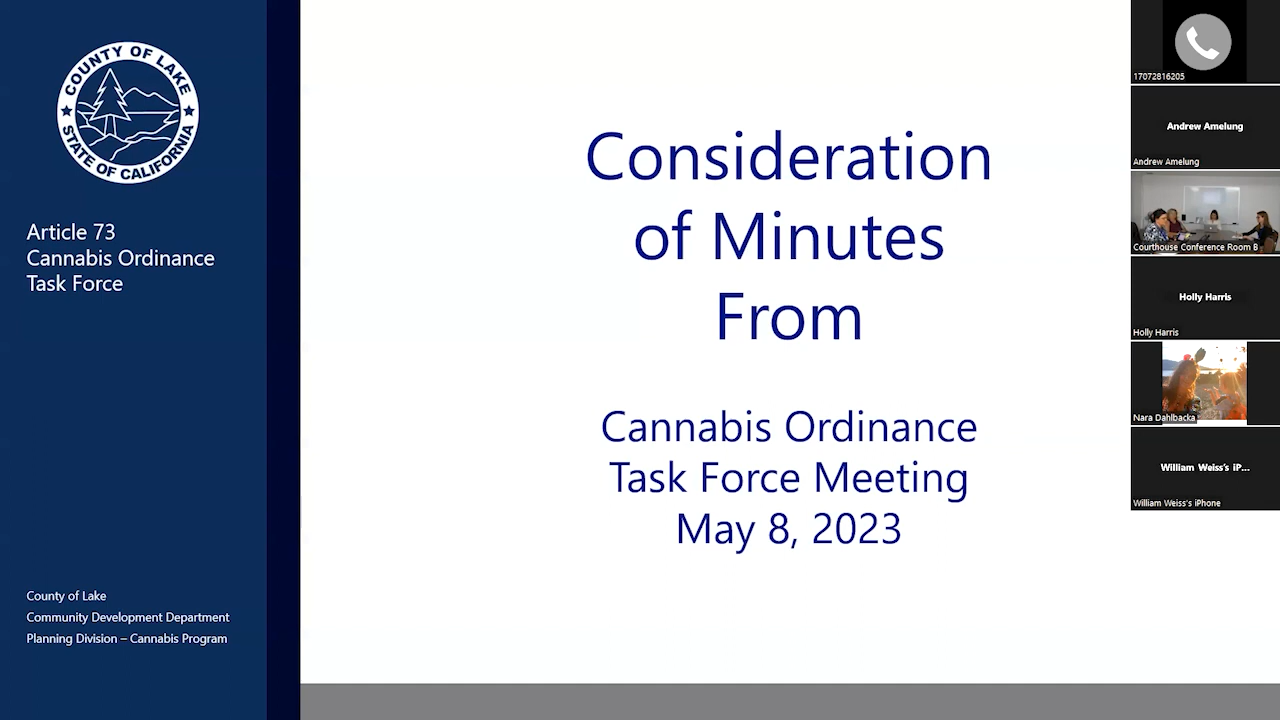 COUNTY OF LAKE
STATE OF CALIFORNIA
Article 73
Cannabis Ordinance
Task Force
County of Lake
Community Development Department
Planning Division – Cannabis Program
Consideration
of Minutes
From
Cannabis Ordinance
Task Force Meeting
May 8, 2023
17072816205
Andrew Amelung
Andrew Amelung
Courthouse Conference Room B
Holly Harris
Holly Harris
Nara Dahlbacka
William Weiss's iP...
William Weiss's iPhone